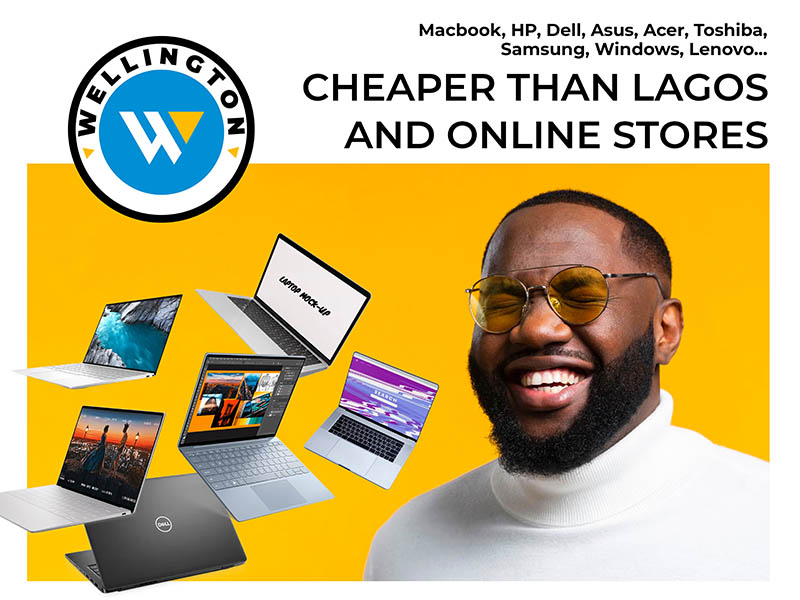 Macbook, HP, Dell, Asus, Acer, Toshiba,
Samsung, Windows, Lenovo...
CHEAPER THAN LAGOS
AND ONLINE STORES
WELLINGTON
W
LAPTOP MOCK-UP
SEARCH
DELL